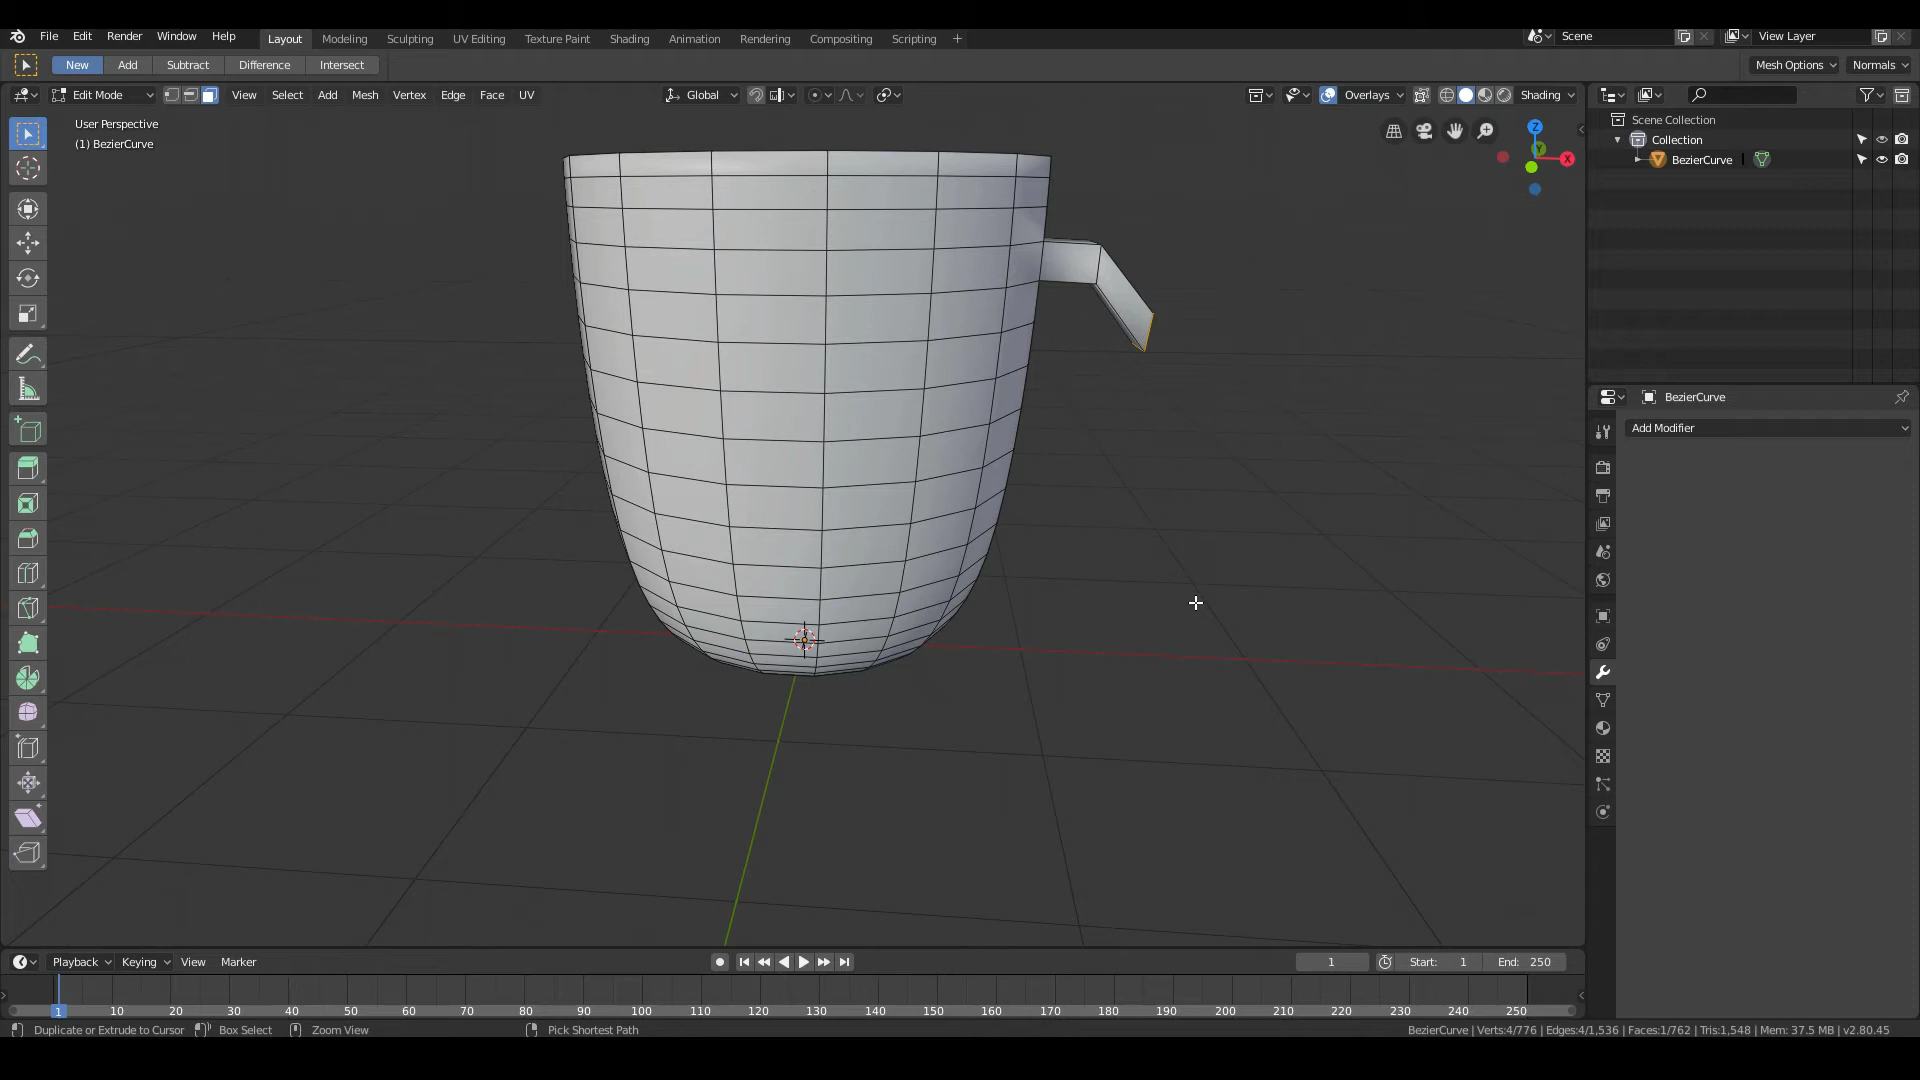 File Edit Render Window Help Layout Modeling Sculpting UV Editing Texture Paint Shading Animation Rendering Compositing Scripting + Scene View Layer
New Add Subtract Difference Intersect Mesh Options Normals
Edit Mode View Select Add Mesh Vertex Edge Face UV Global Overlays Shading
User Perspective
(1) BezierCurve
Z
Y
X
Scene Collection
Collection
BezierCurve
BezierCurve
Add Modifier
Playback Keying View Marker 1 Start: 1 End: 250
1 10 20 30 40 50 60 70 80 90 100 110 120 130 140 150 160 170 180 190 200 210 220 230 240 250
Duplicate or Extrude to Cursor Box Select Zoom View Pick Shortest Path BezierCurve | Verts:4/776 | Edges:4/1,536 | Faces:1/762 | Tris:1,548 | Mem: 37.5 MB | v2.80.45